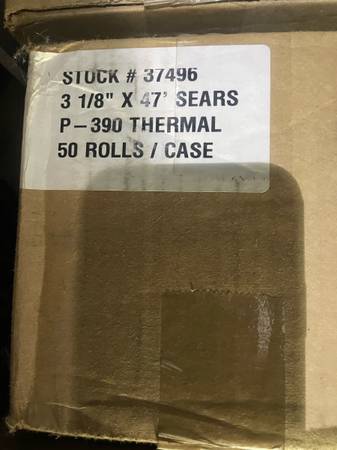 STOCK # 37496
3 1/8" X 47' SEARS
P-390 THERMAL
50 ROLLS / CASE